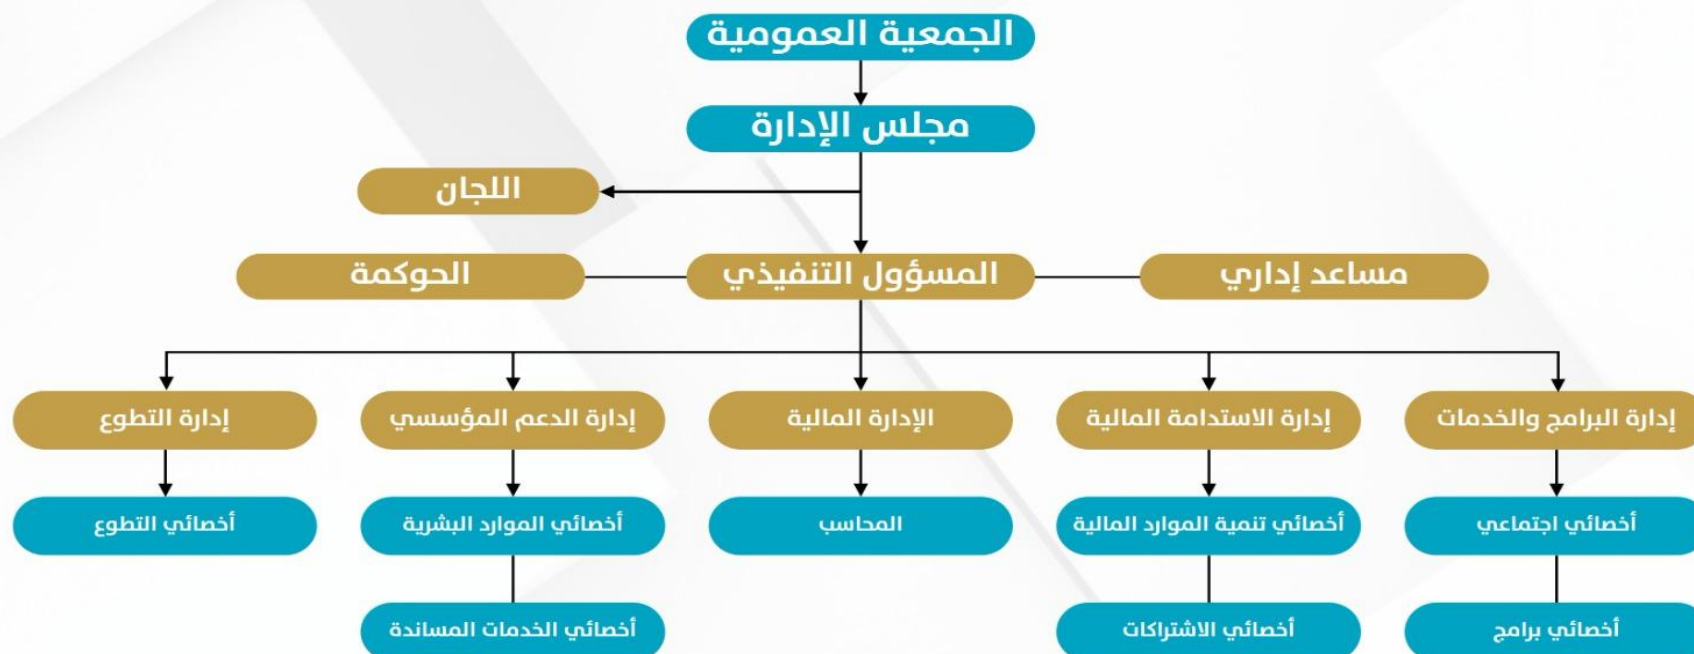 الجمعية العمومية
مجلس الإدارة
اللجان
مساعد إداري
المسؤول التنفيذي
الحوكمة
إدارة البرامج والخدمات
إدارة الاستدامة المالية
الإدارة المالية
إدارة الدعم المؤسسي
إدارة التطوع
أخصائي اجتماعي
أخصائي تنمية الموارد المالية
المحاسب
أخصائي الموارد البشرية
أخصائي التطوع
أخصائي برامج
أخصائي الاشتراكات
أخصائي الخدمات المساندة